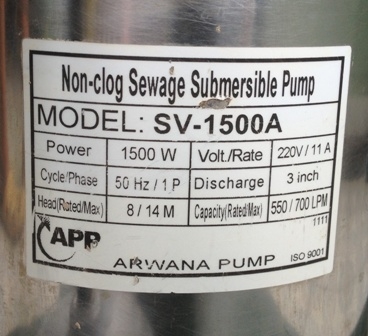 Non-clog Sewage Submersible Pump
MODEL: SV-1500A
Power 1500 W Volt./Rate 220V / 11 A
Cycle/Phase 50 Hz / 1 P Discharge 3 inch
Head(Rated/Max) 8 / 14 M Capacity(Rated/Max) 550 / 700 LPM
1111
APP
ARWANA PUMP ISO 9001